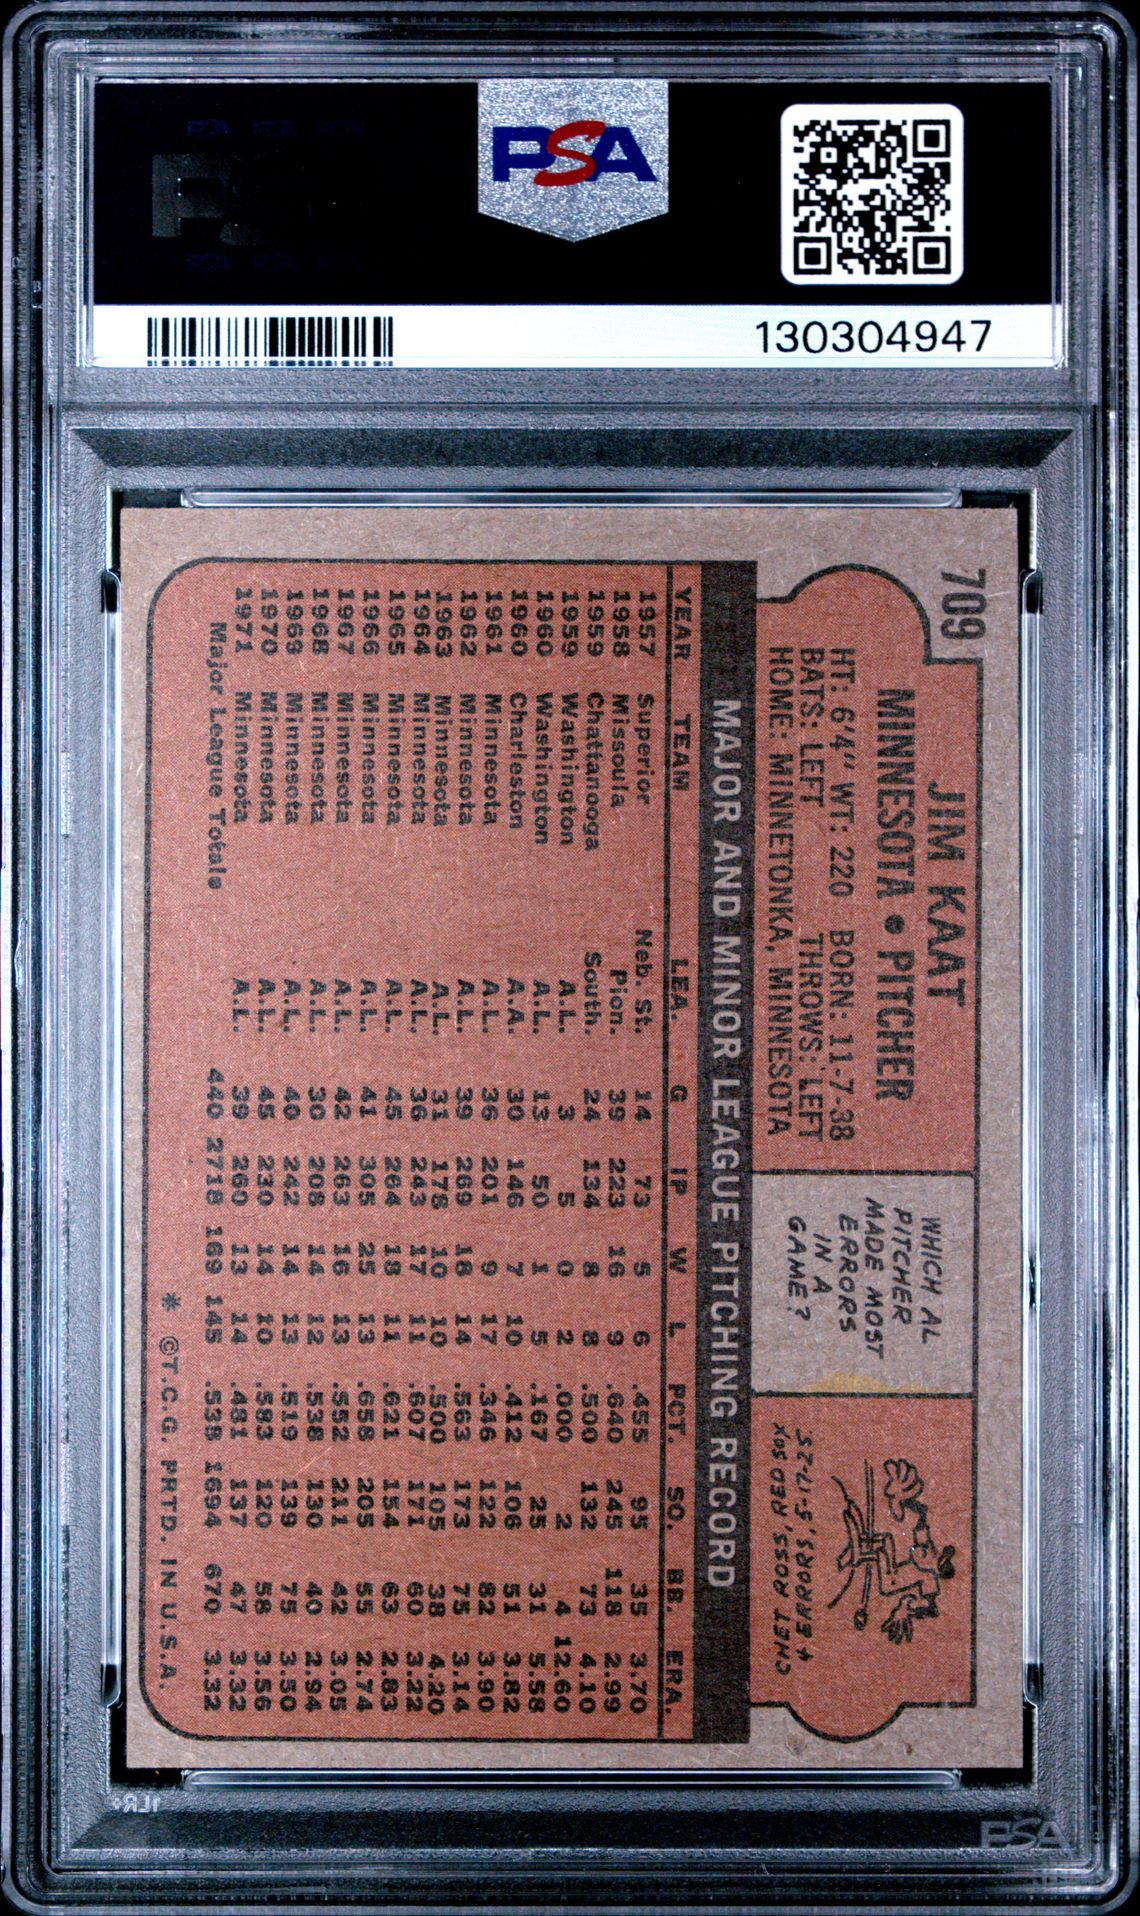 PSA
130304947
709
JIM KAAT
MINNESOTA • PITCHER
HT: 6'4" WT: 220 BORN: 11-7-38
BATS: LEFT THROWS: LEFT
HOME: MINNETONKA, MINNESOTA
WHICH AL
PITCHER
MADE MOST
ERRORS
IN A
GAME?
CHET ROSS, RED SOX
4 ERRORS, 5-17-25
MAJOR AND MINOR LEAGUE PITCHING RECORD
YEAR TEAM LEA. G IP W L PCT. SO. BB. ERA.
1957 Superior Neb. St. 14 73 5 6 .455 95 35 3.70
1958 Missoula Pion. 39 223 16 9 .640 245 118 2.99
1959 Chattanooga South. 24 134 8 8 .500 132 73 4.10
1959 Washington A.L. 3 5 0 2 .000 2 4 12.60
1960 Washington A.L. 13 50 1 5 .167 25 31 5.58
1960 Charleston A.A. 30 146 7 10 .412 106 51 3.82
1961 Minnesota A.L. 36 201 9 17 .346 122 82 3.90
1962 Minnesota A.L. 39 269 18 14 .563 173 75 3.14
1963 Minnesota A.L. 31 178 10 10 .500 105 38 4.20
1964 Minnesota A.L. 36 243 17 11 .607 171 60 3.22
1965 Minnesota A.L. 45 264 18 11 .621 154 63 2.83
1966 Minnesota A.L. 41 305 25 13 .658 205 55 2.74
1967 Minnesota A.L. 42 263 16 13 .552 211 42 3.05
1968 Minnesota A.L. 30 208 14 12 .538 130 40 2.94
1969 Minnesota A.L. 40 242 14 13 .519 139 75 3.50
1970 Minnesota A.L. 45 230 14 10 .583 120 58 3.56
1971 Minnesota A.L. 39 260 13 14 .481 137 47 3.32
Major League Totals 440 2718 169 145 .538 1694 670 3.32
* ©T.C.G. PRTD. IN U.S.A.
PSA